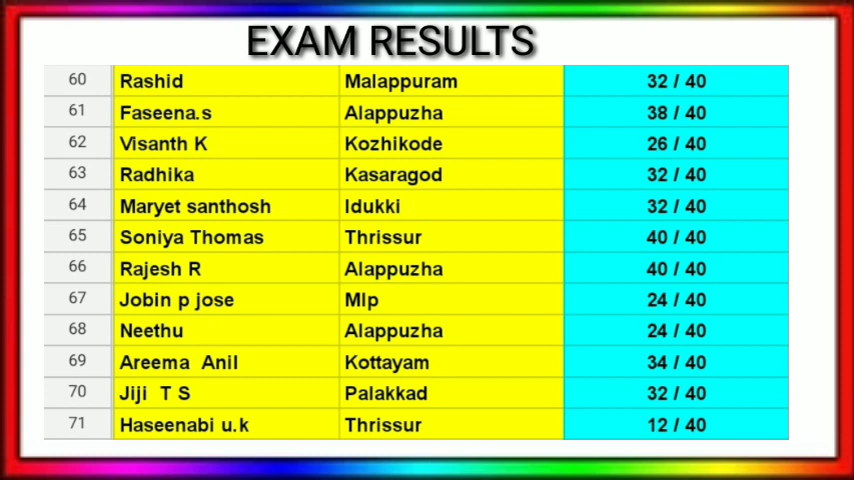 EXAM RESULTS
60 Rashid Malappuram 32 / 40
61 Faseena.s Alappuzha 38 / 40
62 Visanth K Kozhikode 26 / 40
63 Radhika Kasaragod 32 / 40
64 Maryet santhosh Idukki 32 / 40
65 Soniya Thomas Thrissur 40 / 40
66 Rajesh R Alappuzha 40 / 40
67 Jobin p jose Mlp 24 / 40
68 Neethu Alappuzha 24 / 40
69 Areema Anil Kottayam 34 / 40
70 Jiji T S Palakkad 32 / 40
71 Haseenabi u.k Thrissur 12 / 40